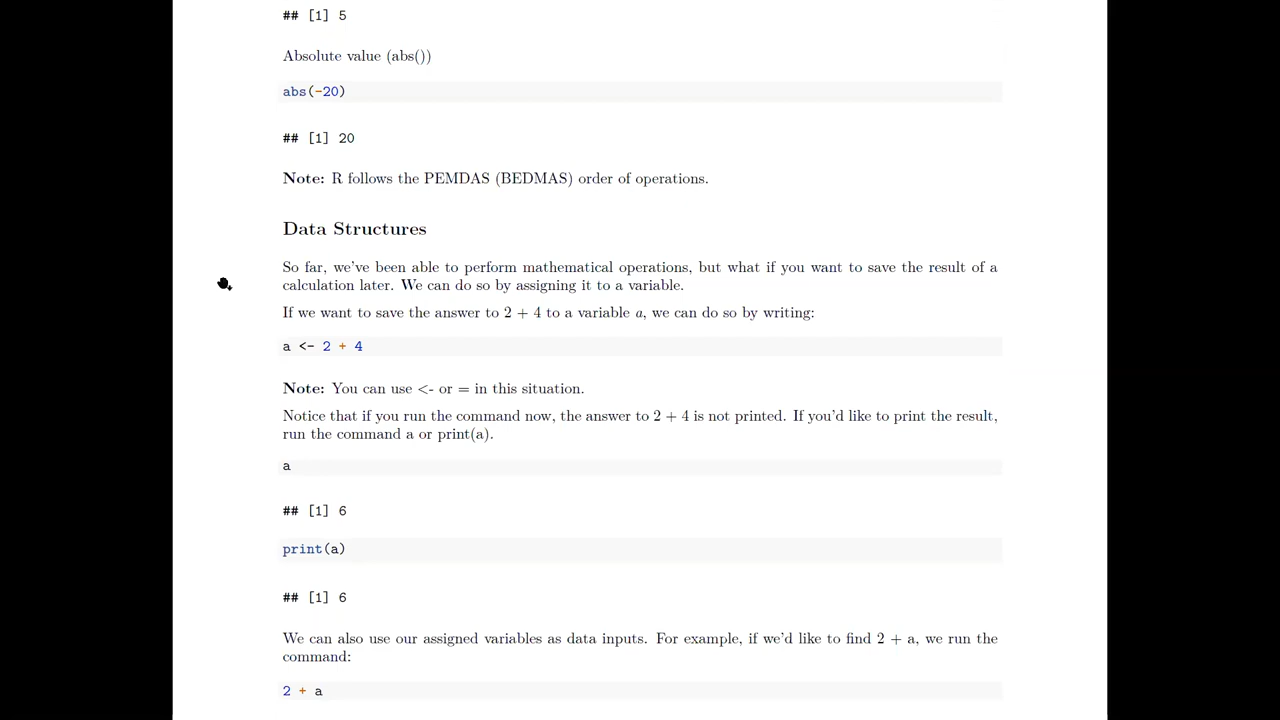 ## [1] 5
Absolute value (abs())
abs(-20)
## [1] 20
Note: R follows the PEMDAS (BEDMAS) order of operations.
Data Structures
So far, we've been able to perform mathematical operations, but what if you want to save the result of a
calculation later. We can do so by assigning it to a variable.
If we want to save the answer to 2 + 4 to a variable a, we can do so by writing:
a <- 2 + 4
Note: You can use <- or = in this situation.
Notice that if you run the command now, the answer to 2 + 4 is not printed. If you'd like to print the result,
run the command a or print(a).
a
## [1] 6
print(a)
## [1] 6
We can also use our assigned variables as data inputs. For example, if we'd like to find 2 + a, we run the
command:
2 + a